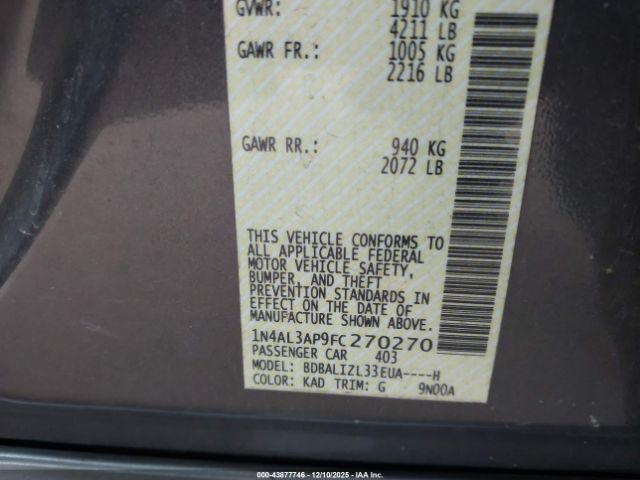 GVWR: 1910 KG
4211 LB
GAWR FR.: 1005 KG
2216 LB
GAWR RR.: 940 KG
2072 LB
THIS VEHICLE CONFORMS TO
ALL APPLICABLE FEDERAL
MOTOR VEHICLE SAFETY,
BUMPER, AND THEFT
PREVENTION STANDARDS IN
EFFECT ON THE DATE OF
MANUFACTURE SHOWN ABOVE.
1N4AL3AP9FC270270
PASSENGER CAR 403
MODEL: BDBALIZL33EUA----H
COLOR: KAD TRIM: G 9N00A
000-43877746 - 12/10/2025 - IAA Inc.